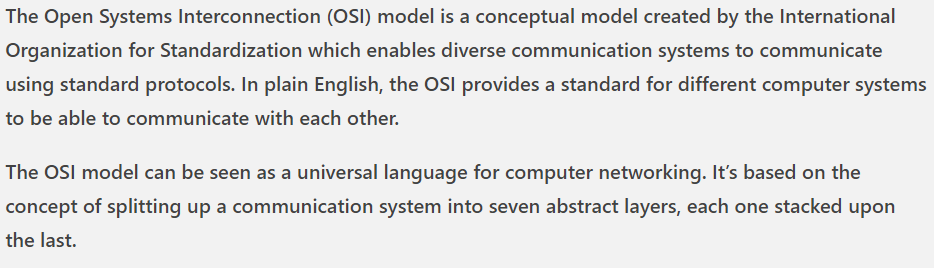 The Open Systems Interconnection (OSI) model is a conceptual model created by the International
Organization for Standardization which enables diverse communication systems to communicate
using standard protocols. In plain English, the OSI provides a standard for different computer systems
to be able to communicate with each other.
The OSI model can be seen as a universal language for computer networking. It’s based on the
concept of splitting up a communication system into seven abstract layers, each one stacked upon
the last.